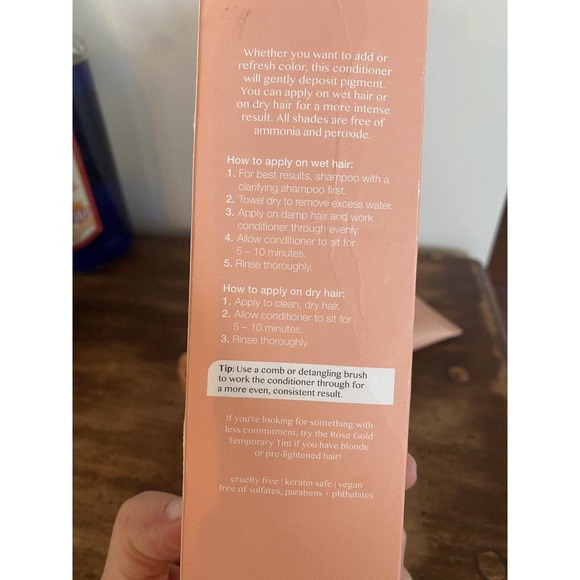 Whether you want to add or
refresh color, this conditioner
will gently deposit pigment.
You can apply on wet hair or
on dry hair for a more intense
result. All shades are free of
ammonia and peroxide.
How to apply on wet hair:
1. For best results, shampoo with a
clarifying shampoo first.
2. Towel dry to remove excess water.
3. Apply on damp hair and work
conditioner through evenly.
4. Allow conditioner to sit for
5 – 10 minutes.
5. Rinse thoroughly.
How to apply on dry hair:
1. Apply to clean, dry hair.
2. Allow conditioner to sit for
5 – 10 minutes.
3. Rinse thoroughly.
Tip: Use a comb or detangling brush
to work the conditioner through for
a more even, consistent result.
If you're looking for something with
less commitment, try the Rose Gold
Temporary Tint if you have blonde
or pre-lightened hair!
cruelty free | keratin safe | vegan
free of sulfates, parabens + phthalates